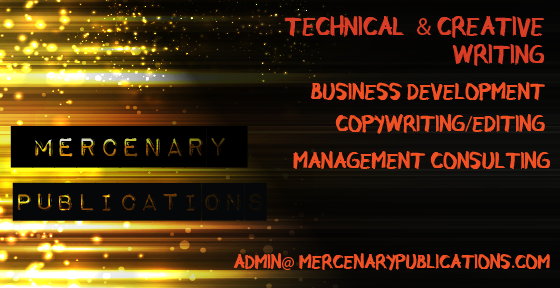 TECHNICAL & CREATIVE
WRITING
BUSINESS DEVELOPMENT
COPYWRITING/EDITING
MANAGEMENT CONSULTING
MERCENARY
PUBLICATIONS
ADMIN@ MERCENARYPUBLICATIONS.COM